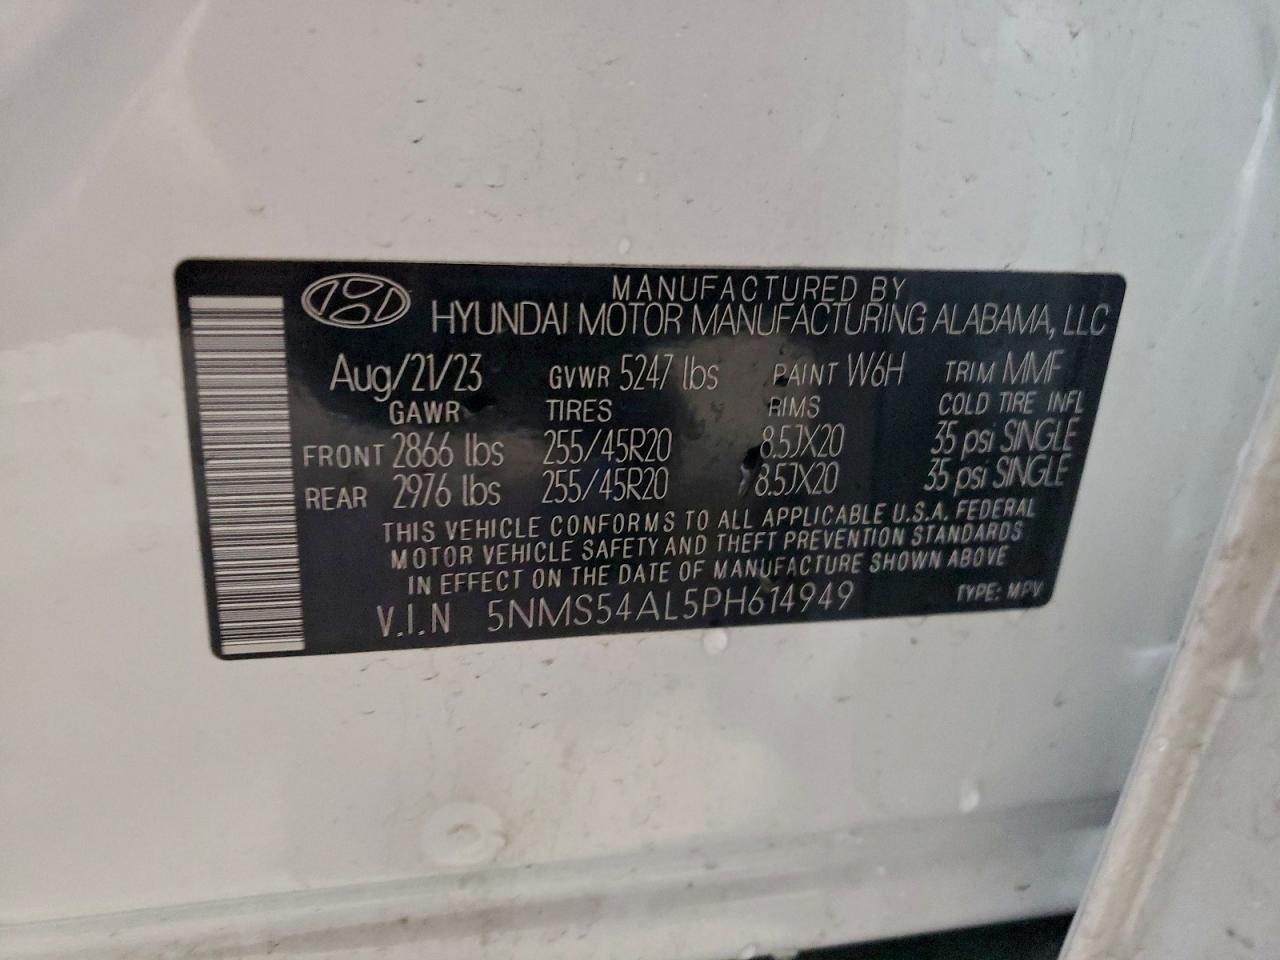 MANUFACTURED BY
HYUNDAI MOTOR MANUFACTURING ALABAMA, LLC
Aug/21/23 GVWR 5247 lbs PAINT W6H TRIM MMF
GAWR TIRES RIMS COLD TIRE INFL
FRONT 2866 lbs 255/45R20 8.5JX20 35 psi SINGLE
REAR 2976 lbs 255/45R20 8.5JX20 35 psi SINGLE
THIS VEHICLE CONFORMS TO ALL APPLICABLE U.S.A. FEDERAL
MOTOR VEHICLE SAFETY AND THEFT PREVENTION STANDARDS
IN EFFECT ON THE DATE OF MANUFACTURE SHOWN ABOVE
V.I.N 5NMS54AL5PH614949 TYPE: MPV